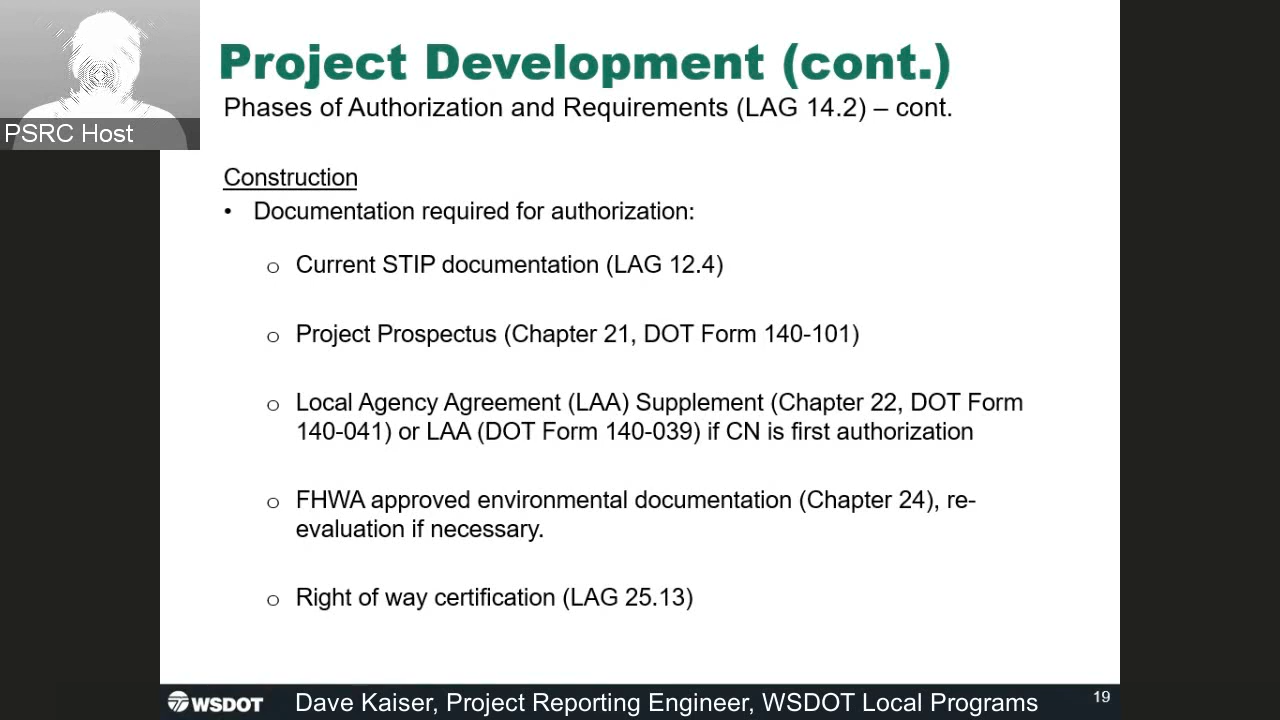 Project Development (cont.)
Phases of Authorization and Requirements (LAG 14.2) – cont.
PSRC Host
Construction
• Documentation required for authorization:
o Current STIP documentation (LAG 12.4)
o Project Prospectus (Chapter 21, DOT Form 140-101)
o Local Agency Agreement (LAA) Supplement (Chapter 22, DOT Form
140-041) or LAA (DOT Form 140-039) if CN is first authorization
o FHWA approved environmental documentation (Chapter 24), re-
evaluation if necessary.
o Right of way certification (LAG 25.13)
WSDOT Dave Kaiser, Project Reporting Engineer, WSDOT Local Programs 19